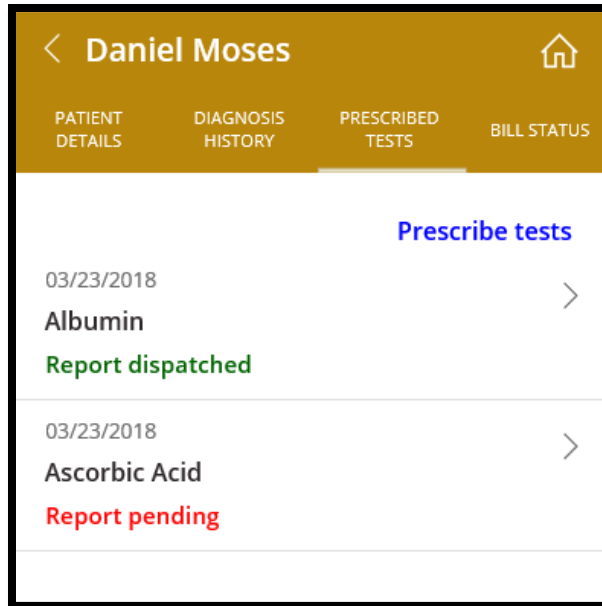 Daniel Moses
PATIENT DETAILS
DIAGNOSIS HISTORY
PRESCRIBED TESTS
BILL STATUS
Prescribe tests
03/23/2018
Albumin
Report dispatched
03/23/2018
Ascorbic Acid
Report pending